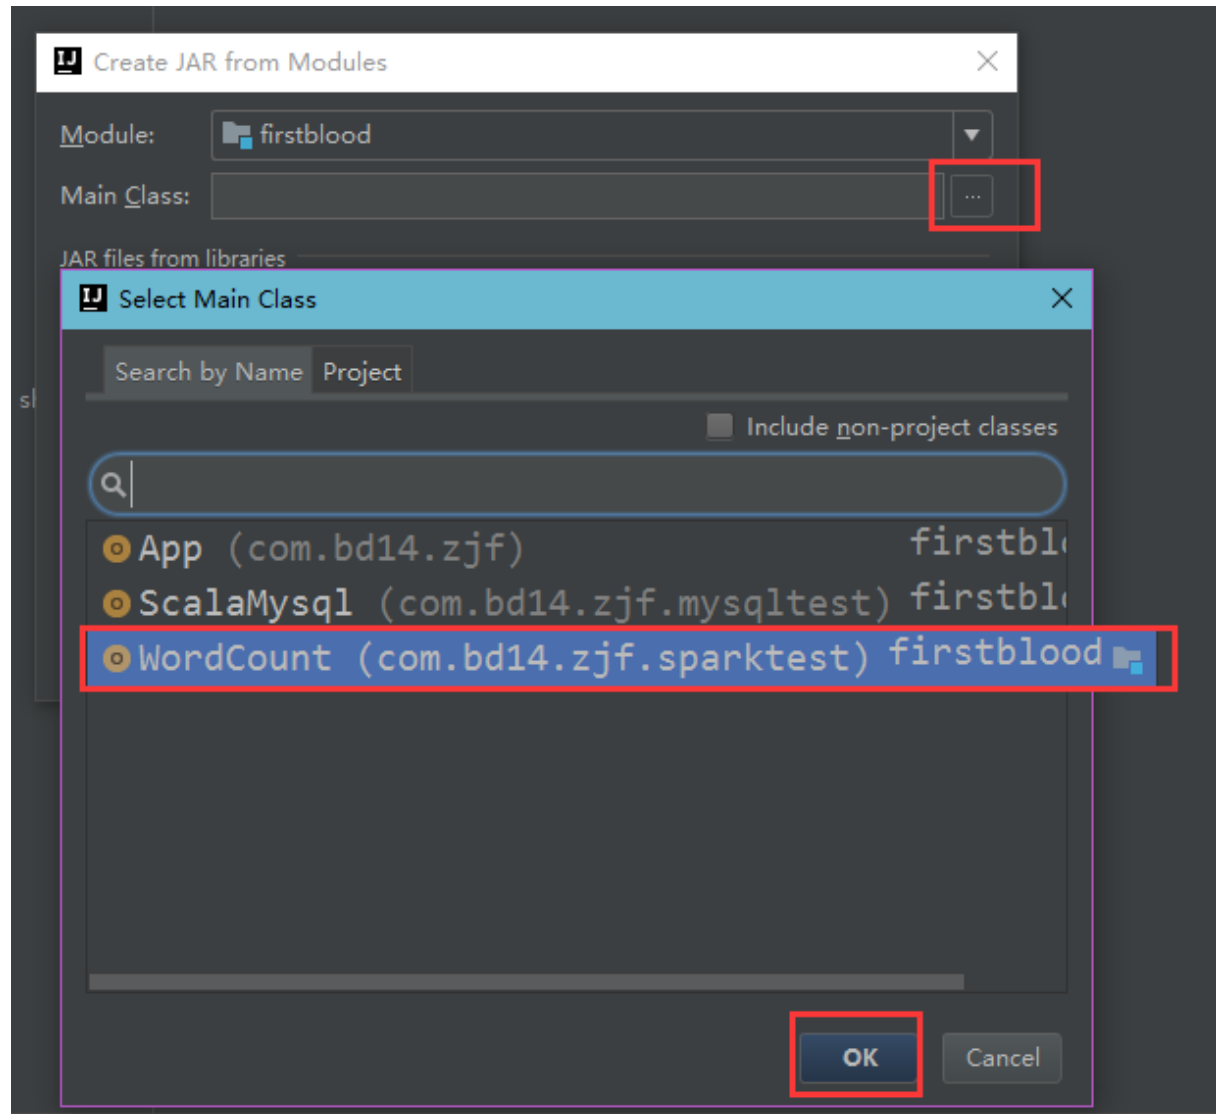 Create JAR from Modules
Module: firstblood
Main Class: ...
JAR files from libraries
Select Main Class
Search by Name Project
Include non-project classes
App (com.bd14.zjf) firstblo
ScalaMysql (com.bd14.zjf.mysqltest) firstblo
WordCount (com.bd14.zjf.sparktest) firstblood
OK Cancel